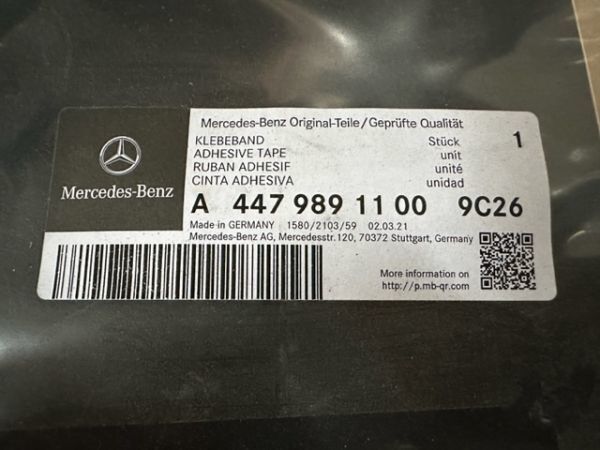 Mercedes-Benz Original-Teile/Geprüfte Qualität
KLEBEBAND Stück 1
ADHESIVE TAPE unit
RUBAN ADHESIF unité
CINTA ADHESIVA unidad
Mercedes-Benz
A 447 989 11 00 9C26
Made in GERMANY 1580/2103/59 02.03.21
Mercedes-Benz AG, Mercedesstr.120, 70372 Stuttgart, Germany
More information on
http://p.mb-qr.com